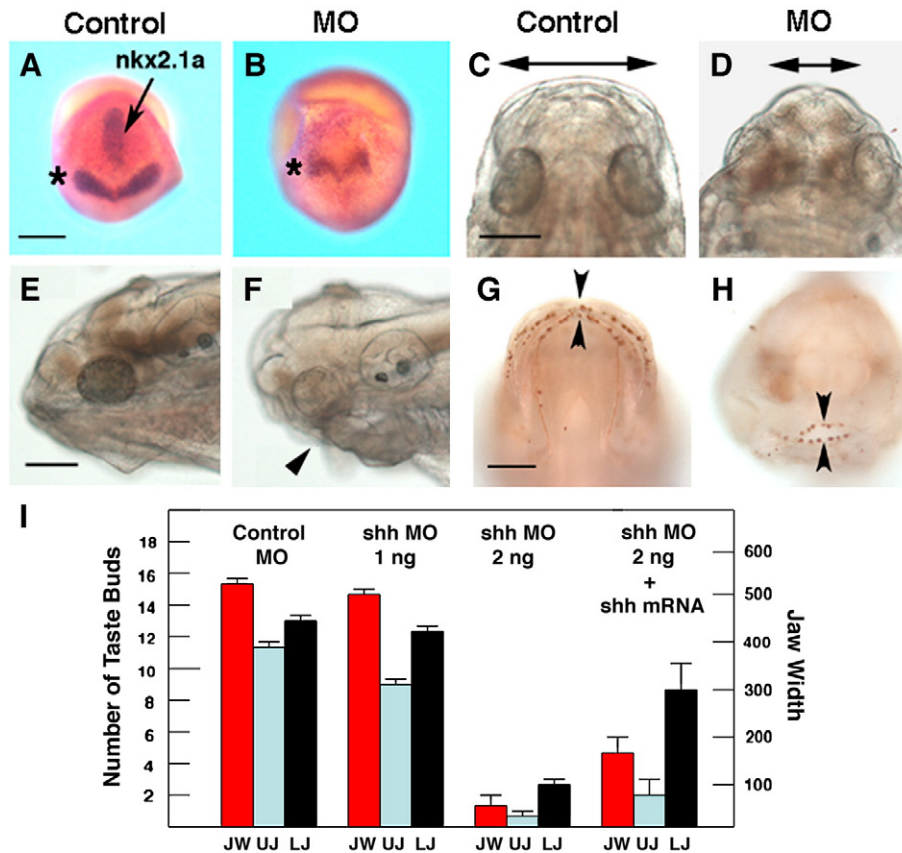 Control MO Control MO
A nkx2.1a B C D
* *
E F G H
I
Control MO
shh MO 1 ng
shh MO 2 ng
shh MO 2 ng + shh mRNA
Number of Taste Buds
18
16
14
12
10
8
6
4
2
Jaw Width
600
500
400
300
200
100
JW UJ LJ JW UJ LJ JW UJ LJ JW UJ LJ